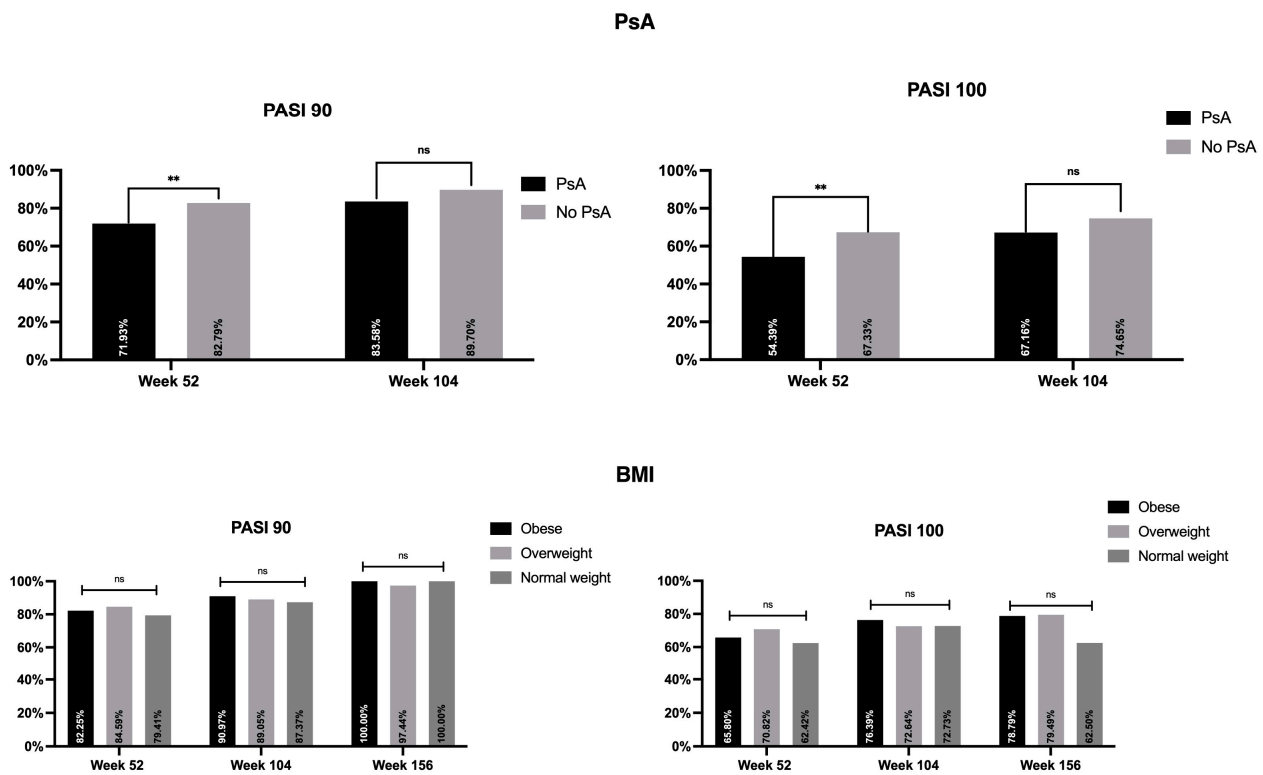 PsA
PASI 90
PsA
No PsA
**
ns
100%
80%
60%
40%
20%
0%
71.93%
82.79%
83.58%
89.70%
Week 52
Week 104
PASI 100
PsA
No PsA
**
ns
100%
80%
60%
40%
20%
0%
54.39%
67.33%
67.16%
74.65%
Week 52
Week 104
BMI
PASI 90
Obese
Overweight
Normal weight
ns
ns
ns
100%
80%
60%
40%
20%
0%
82.25%
84.59%
79.41%
90.97%
89.05%
87.37%
100.00%
97.44%
100.00%
Week 52
Week 104
Week 156
PASI 100
Obese
Overweight
Normal weight
ns
ns
ns
100%
80%
60%
40%
20%
0%
65.80%
70.82%
62.42%
76.39%
72.64%
72.73%
78.79%
79.49%
62.50%
Week 52
Week 104
Week 156